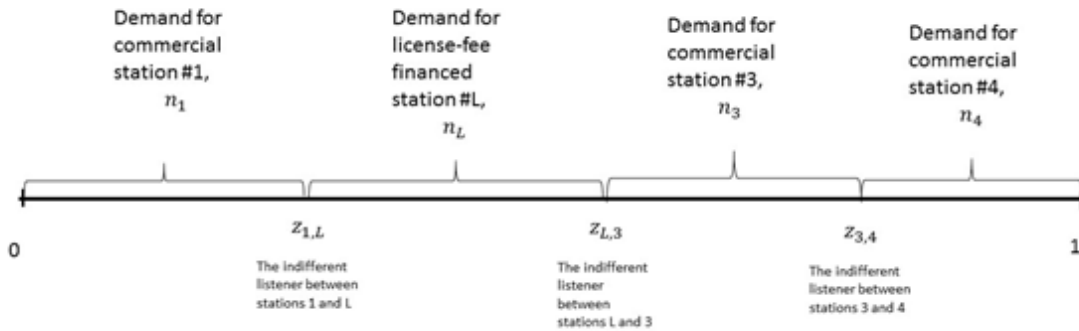 Demand for
commercial
station #1,
n₁
Demand for
license-fee
financed
station #L,
n_L
Demand for
commercial
station #3,
n₃
Demand for
commercial
station #4,
n₄
0
z₁,L
z_L,3
z₃,₄
1
The indifferent
listener between
stations 1 and L
The indifferent
listener
between
stations L and 3
The indifferent
listener between
stations 3 and 4